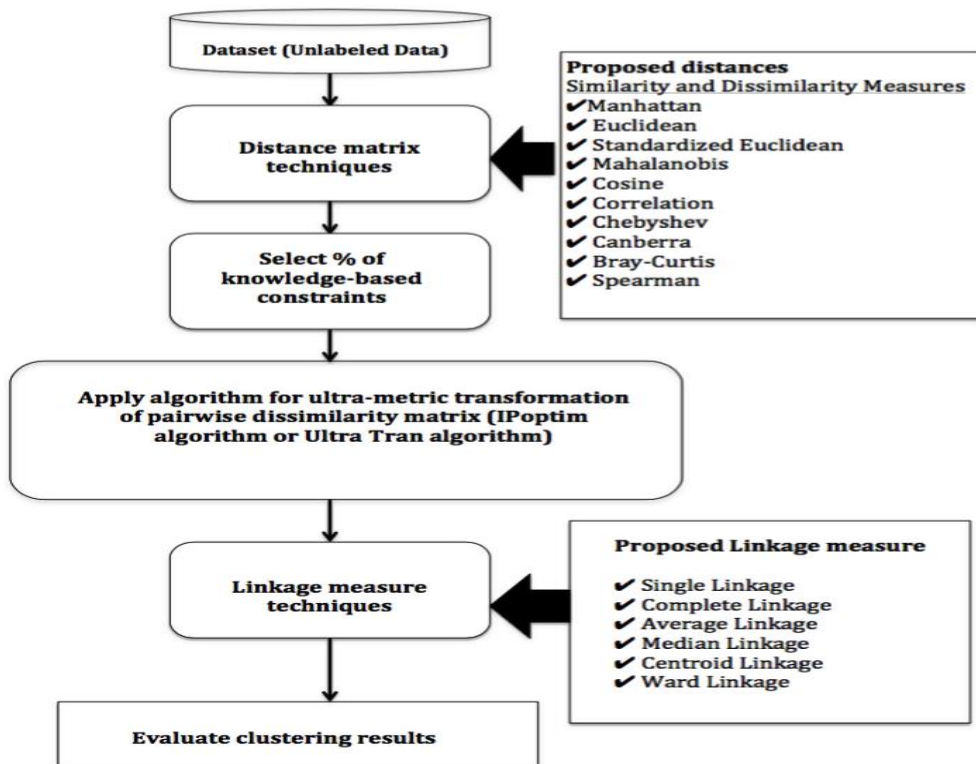 Dataset (Unlabeled Data)
Distance matrix
techniques
Proposed distances
Similarity and Dissimilarity Measures
✔Manhattan
✔ Euclidean
✔ Standardized Euclidean
✔ Mahalanobis
✔ Cosine
✔ Correlation
✔ Chebyshev
✔ Canberra
✔ Bray-Curtis
✔ Spearman
Select % of
knowledge-based
constraints
Apply algorithm for ultra-metric transformation
of pairwise dissimilarity matrix (IPoptim
algorithm or Ultra Tran algorithm)
Linkage measure
techniques
Proposed Linkage measure
✔ Single Linkage
✔ Complete Linkage
✔ Average Linkage
✔ Median Linkage
✔ Centroid Linkage
✔ Ward Linkage
Evaluate clustering results